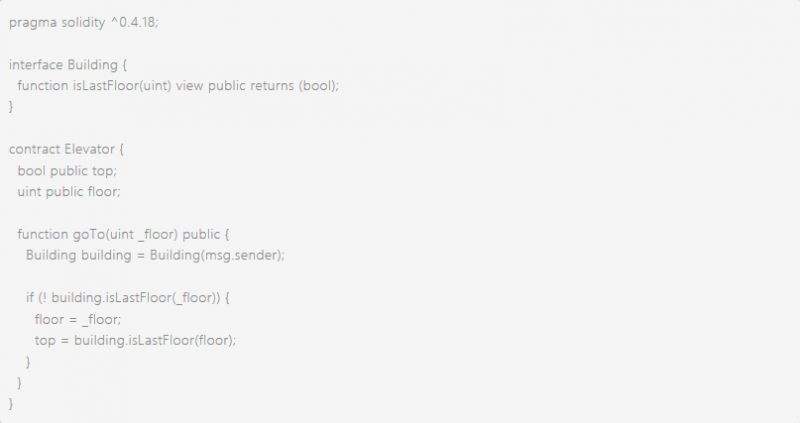 pragma solidity ^0.4.18;
interface Building {
function isLastFloor(uint) view public returns (bool);
}
contract Elevator {
bool public top;
uint public floor;
function goTo(uint _floor) public {
Building building = Building(msg.sender);
if (! building.isLastFloor(_floor)) {
floor = _floor;
top = building.isLastFloor(floor);
}
}
}